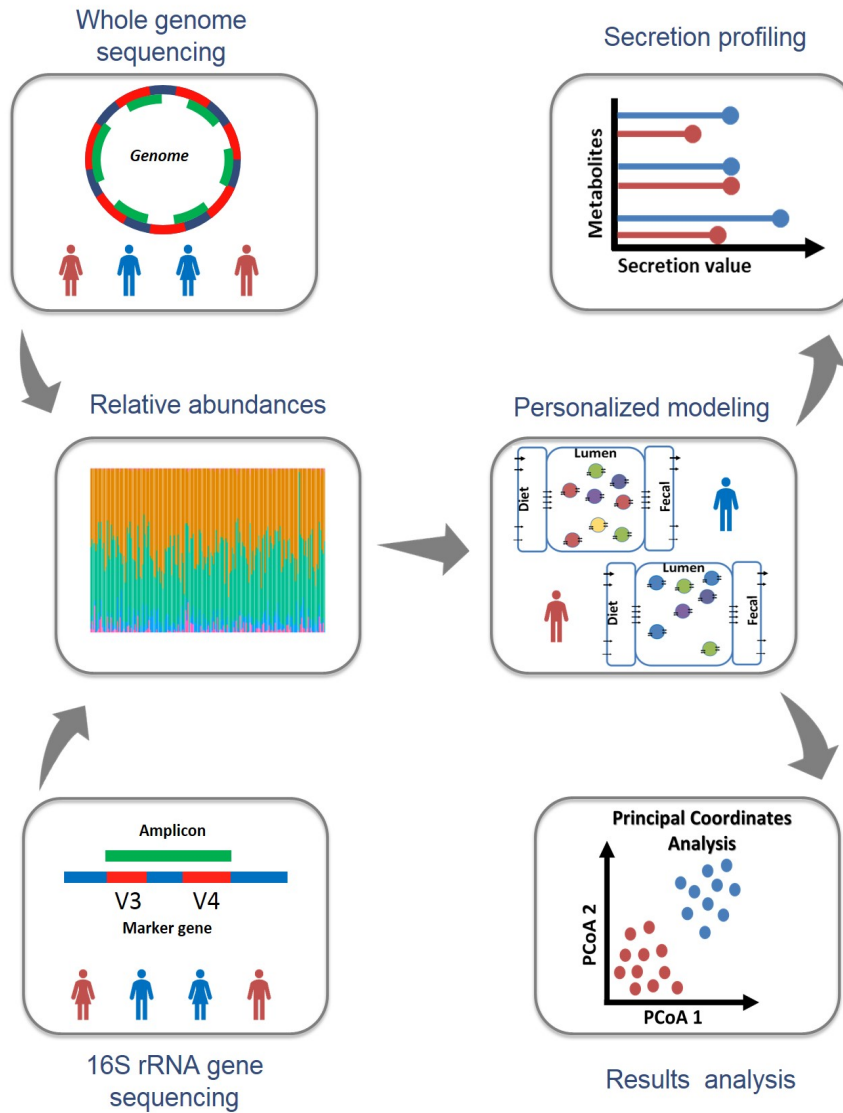 Whole genome
sequencing
Genome
Secretion profiling
Metabolites
Secretion value
Relative abundances
Personalized modeling
Diet
Lumen
Fecal
Diet
Lumen
Fecal
Amplicon
V3
V4
Marker gene
16S rRNA gene
sequencing
Principal Coordinates
Analysis
PCoA 2
PCoA 1
Results analysis